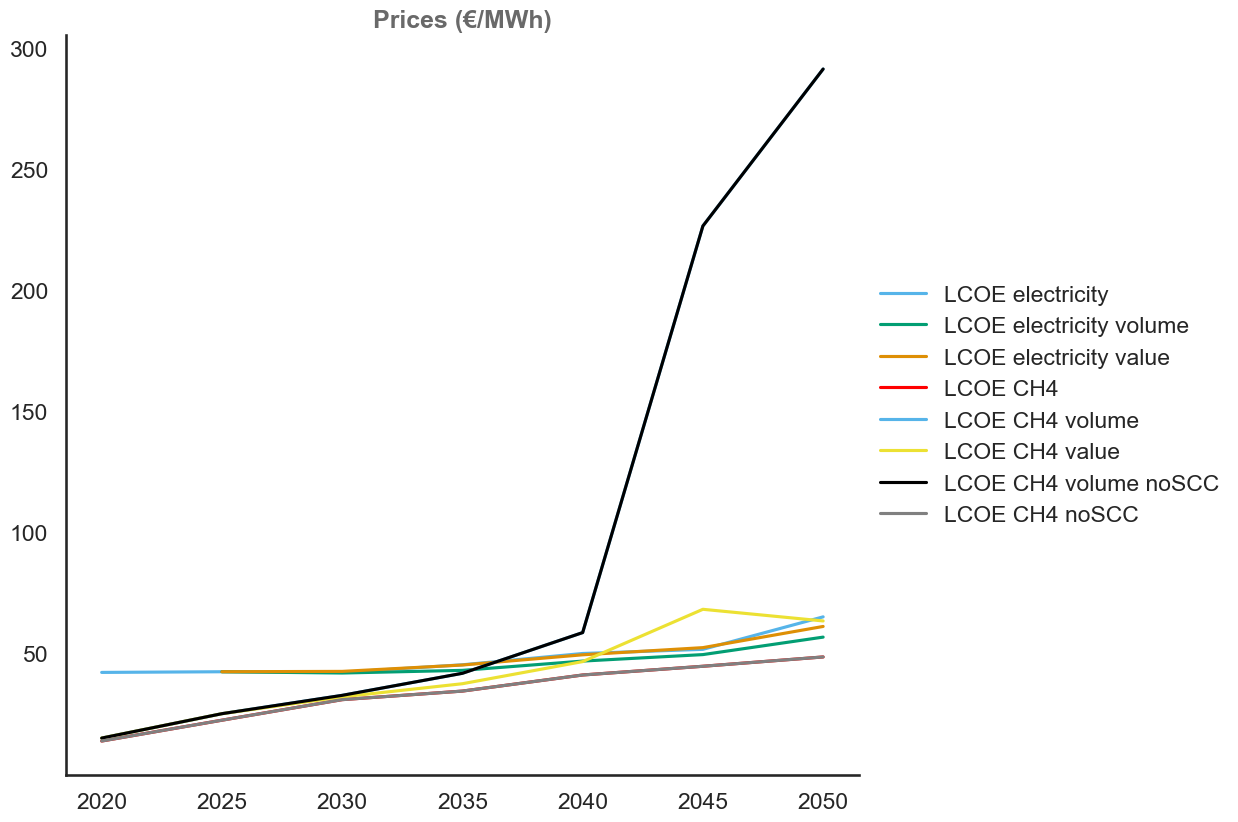 Prices (€/MWh)
300
250
200
150
100
50
2020 2025 2030 2035 2040 2045 2050
LCOE electricity
LCOE electricity volume
LCOE electricity value
LCOE CH4
LCOE CH4 volume
LCOE CH4 value
LCOE CH4 volume noSCC
LCOE CH4 noSCC